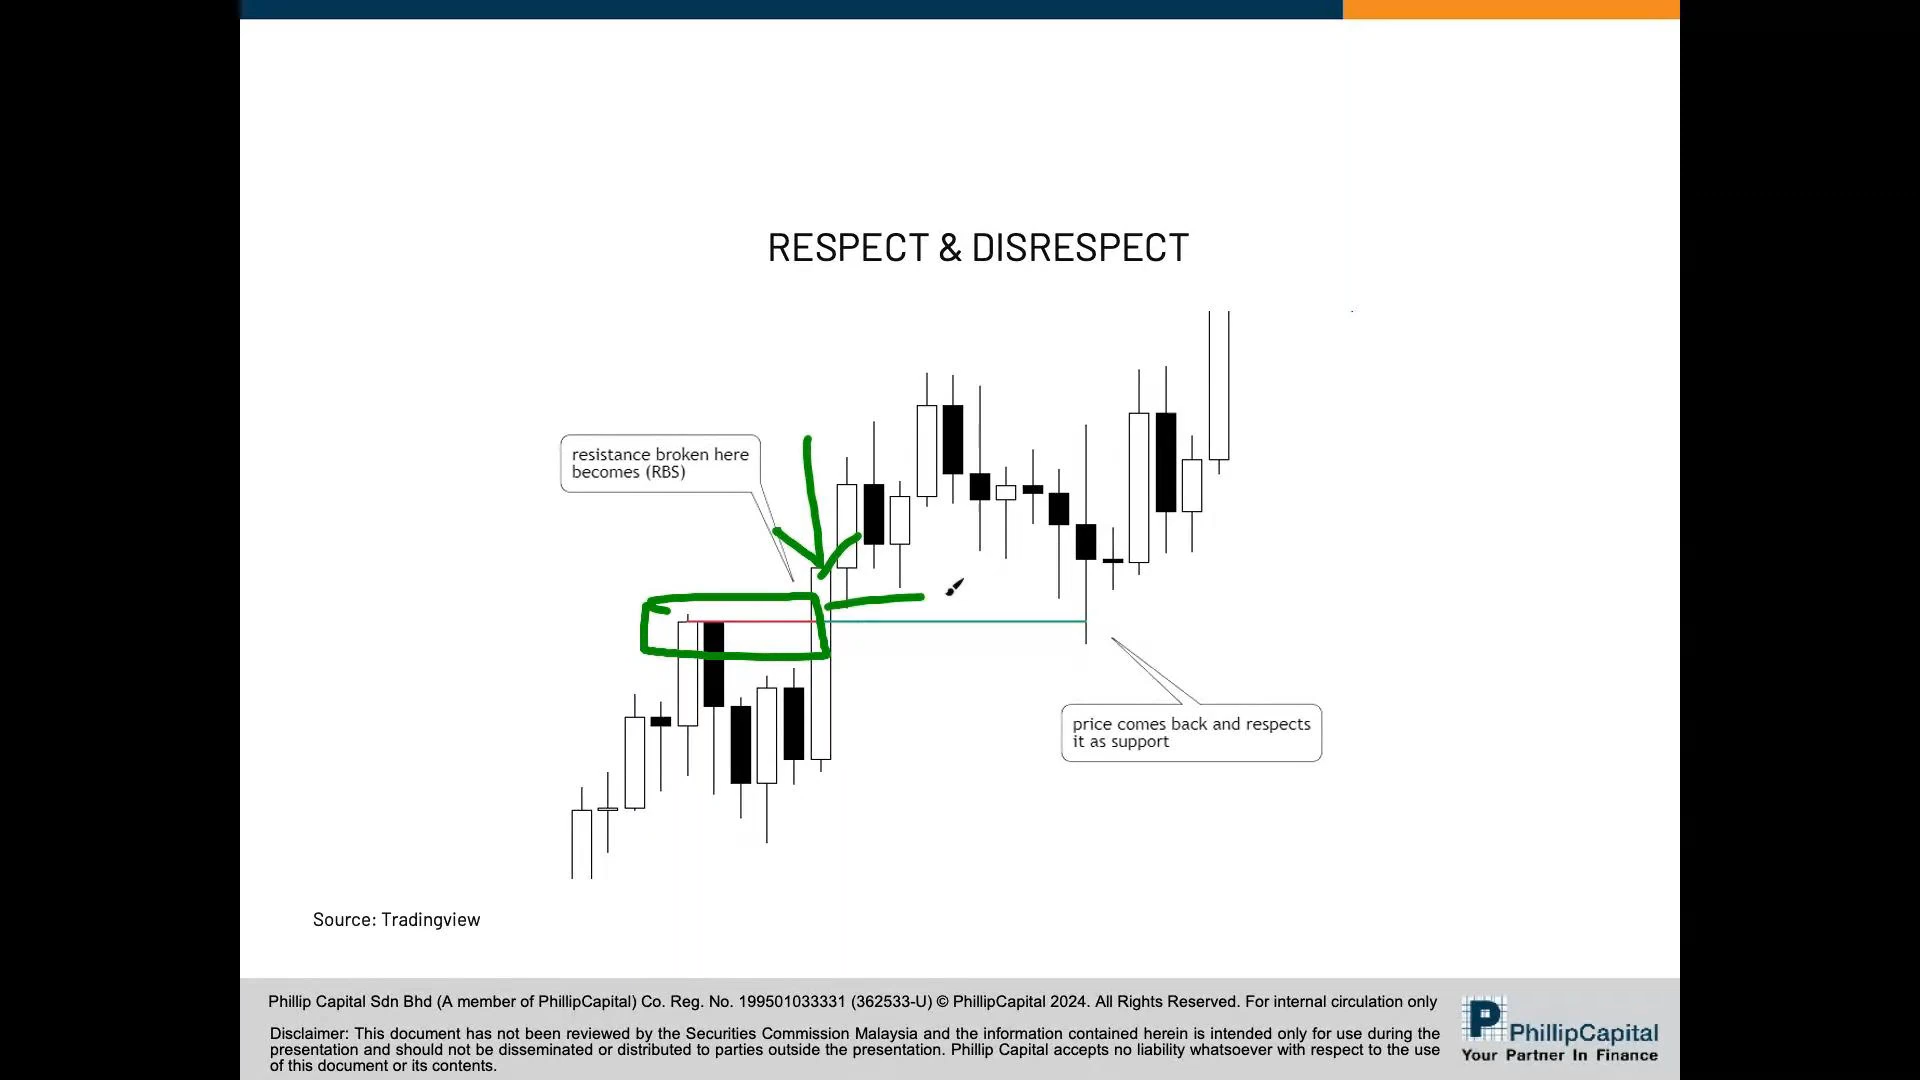 RESPECT & DISRESPECT
resistance broken here
becomes (RBS)
price comes back and respects
it as support
Source: Tradingview
Phillip Capital Sdn Bhd (A member of PhillipCapital) Co. Reg. No. 199501033331 (362533-U) © PhillipCapital 2024. All Rights Reserved. For internal circulation only
Disclaimer: This document has not been reviewed by the Securities Commission Malaysia and the information contained herein is intended only for use during the
presentation and should not be disseminated or distributed to parties outside the presentation. Phillip Capital accepts no liability whatsoever with respect to the use
of this document or its contents.
P
PhillipCapital
Your Partner In Finance